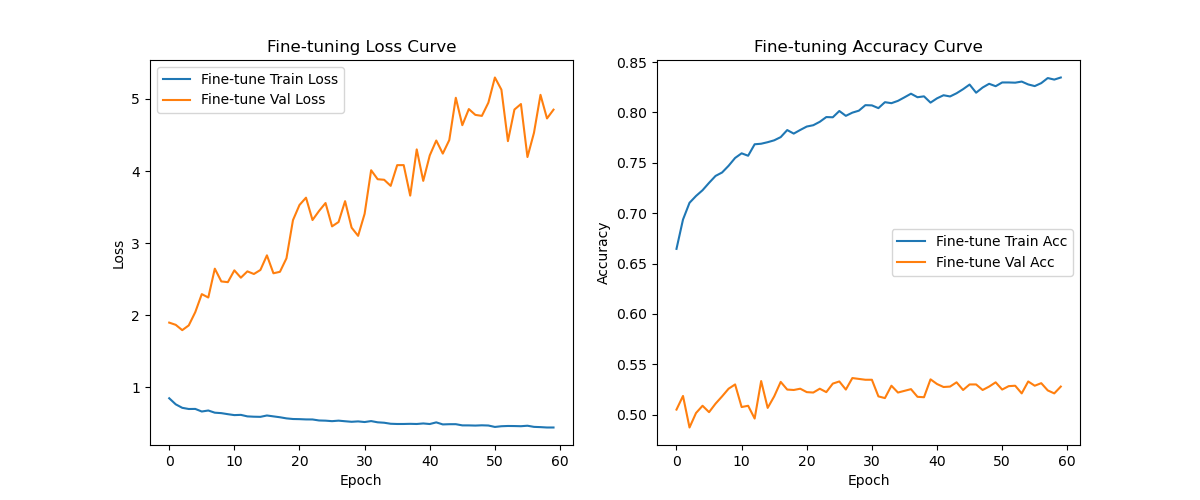 Fine-tuning Loss Curve
Fine-tune Train Loss
Fine-tune Val Loss
Loss
5
4
3
2
1
0 10 20 30 40 50 60
Epoch
Fine-tuning Accuracy Curve
Fine-tune Train Acc
Fine-tune Val Acc
Accuracy
0.85
0.80
0.75
0.70
0.65
0.60
0.55
0.50
0 10 20 30 40 50 60
Epoch